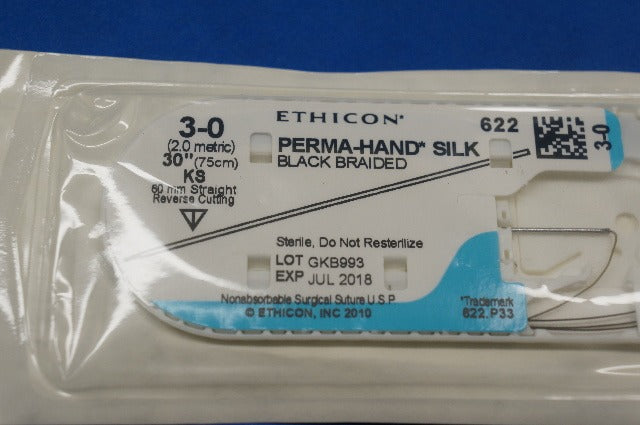 ETHICON*
3-0
(2.0 metric)
30" (75cm)
KS
60 mm Straight
Reverse Cutting
PERMA-HAND* SILK
BLACK BRAIDED
622
3-0
Sterile, Do Not Resterilize
LOT GKB993
EXP JUL 2018
Nonabsorbable Surgical Suture U.S.P.
© ETHICON, INC 2010
*Trademark
622.P33